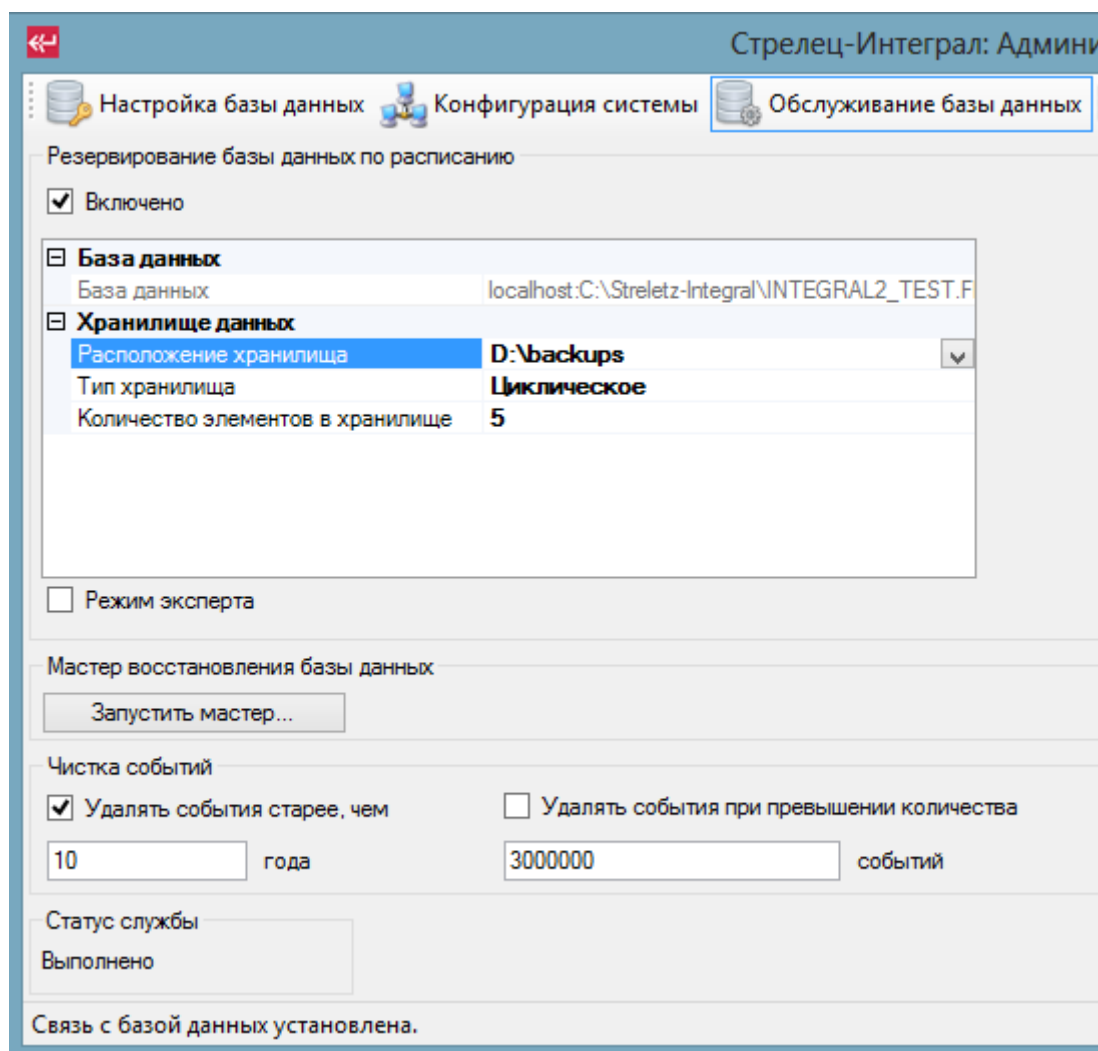 Стрелец-Интеграл: Админи
Настройка базы данных Конфигурация системы Обслуживание базы данных
Резервирование базы данных по расписанию
Включено
База данных
База данных localhost:C:\Streletz-Integral\INTEGRAL2_TEST.F
Хранилище данных
Расположение хранилища D:\backups
Тип хранилища Циклическое
Количество элементов в хранилище 5
Режим эксперта
Мастер восстановления базы данных
Запустить мастер...
Чистка событий
Удалять события старее, чем Удалять события при превышении количества
10 года 3000000 событий
Статус службы
Выполнено
Связь с базой данных установлена.